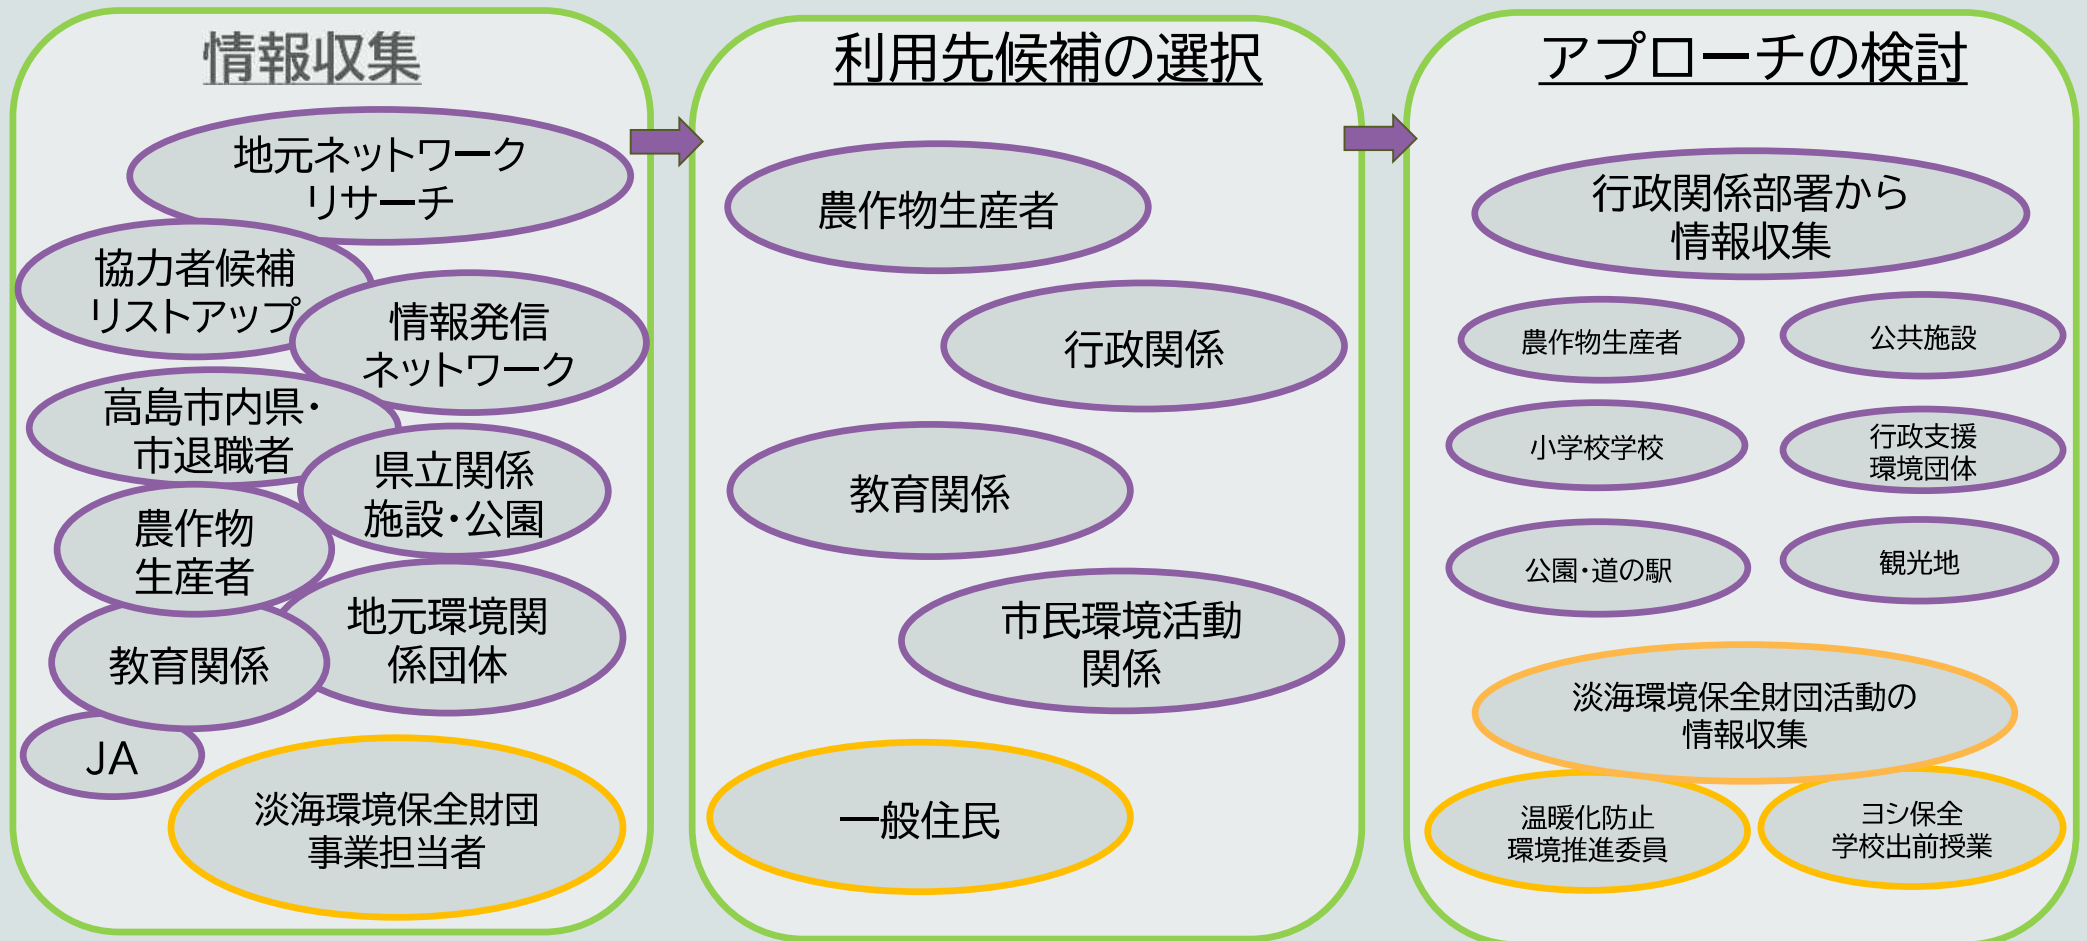 情報収集
地元ネットワーク
リサーチ
協力者候補
リストアップ
情報発信
ネットワーク
高島市内県・
市退職者
県立関係
施設・公園
農作物
生産者
地元環境関
係団体
教育関係
JA
淡海環境保全財団
事業担当者
利用先候補の選択
農作物生産者
行政関係
教育関係
市民環境活動
関係
一般住民
アプローチの検討
行政関係部署から
情報収集
農作物生産者
公共施設
小学校学校
行政支援
環境団体
公園・道の駅
観光地
淡海環境保全財団活動の
情報収集
温暖化防止
環境推進委員
ヨシ保全
学校出前授業